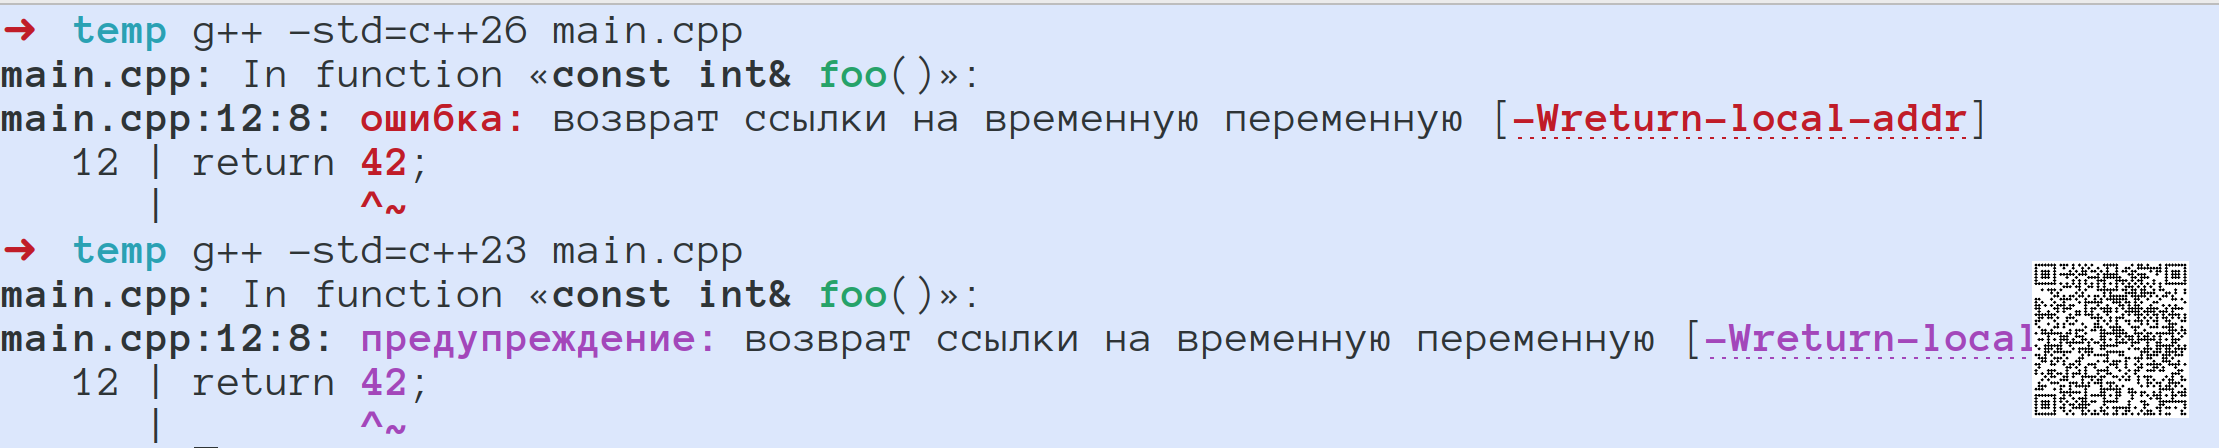 ➜ temp g++ -std=c++26 main.cpp
main.cpp: In function «const int& foo()»:
main.cpp:12:8: ошибка: возврат ссылки на временную переменную [-Wreturn-local-addr]
12 | return 42;
| ^~
➜ temp g++ -std=c++23 main.cpp
main.cpp: In function «const int& foo()»:
main.cpp:12:8: предупреждение: возврат ссылки на временную переменную [-Wreturn-local
12 | return 42;
| ^~